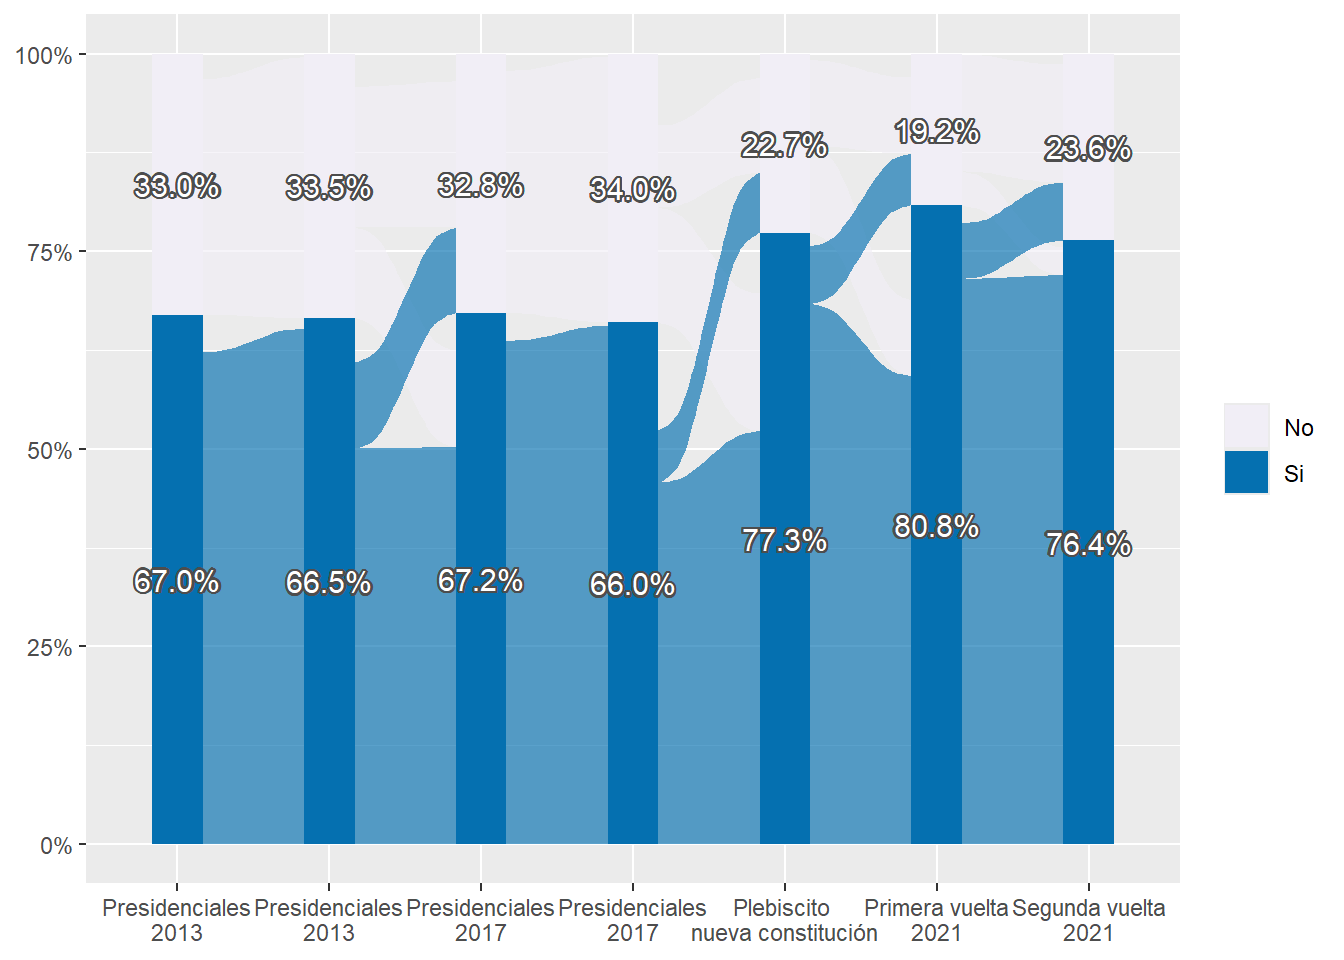 100%
75%
50%
25%
0%
33.0%
33.5%
32.8%
34.0%
22.7%
19.2%
23.6%
67.0%
66.5%
67.2%
66.0%
77.3%
80.8%
76.4%
Presidenciales
2013
Presidenciales
2013
Presidenciales
2017
Presidenciales
2017
Plebiscito
nueva constitución
Primera vuelta
2021
Segunda vuelta
2021
No
Si